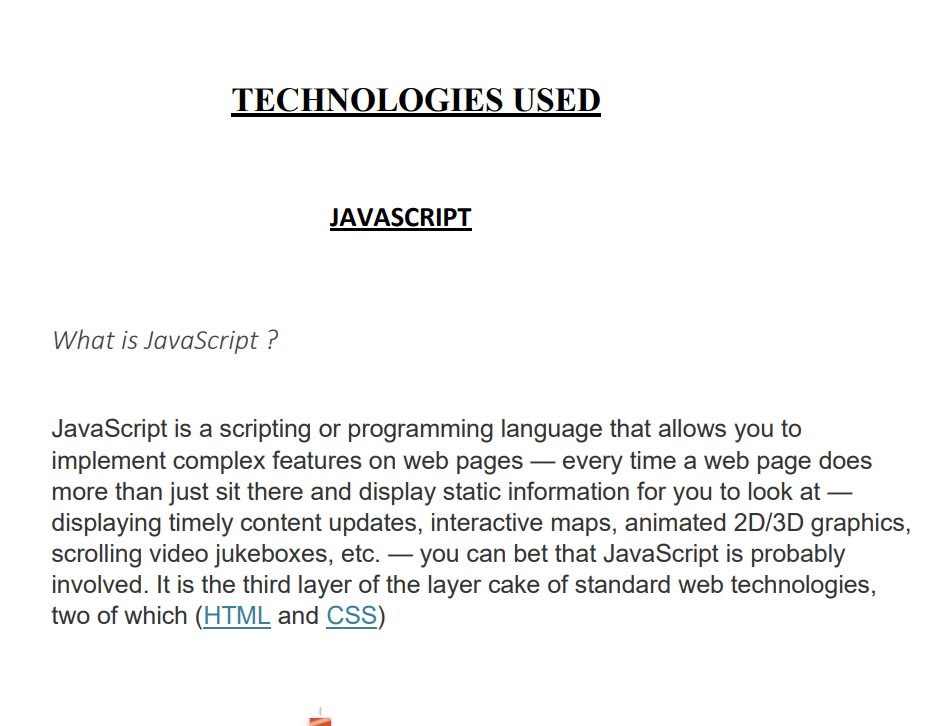 TECHNOLOGIES USED
JAVASCRIPT
What is JavaScript ?
JavaScript is a scripting or programming language that allows you to
implement complex features on web pages — every time a web page does
more than just sit there and display static information for you to look at —
displaying timely content updates, interactive maps, animated 2D/3D graphics,
scrolling video jukeboxes, etc. — you can bet that JavaScript is probably
involved. It is the third layer of the layer cake of standard web technologies,
two of which (HTML and CSS)